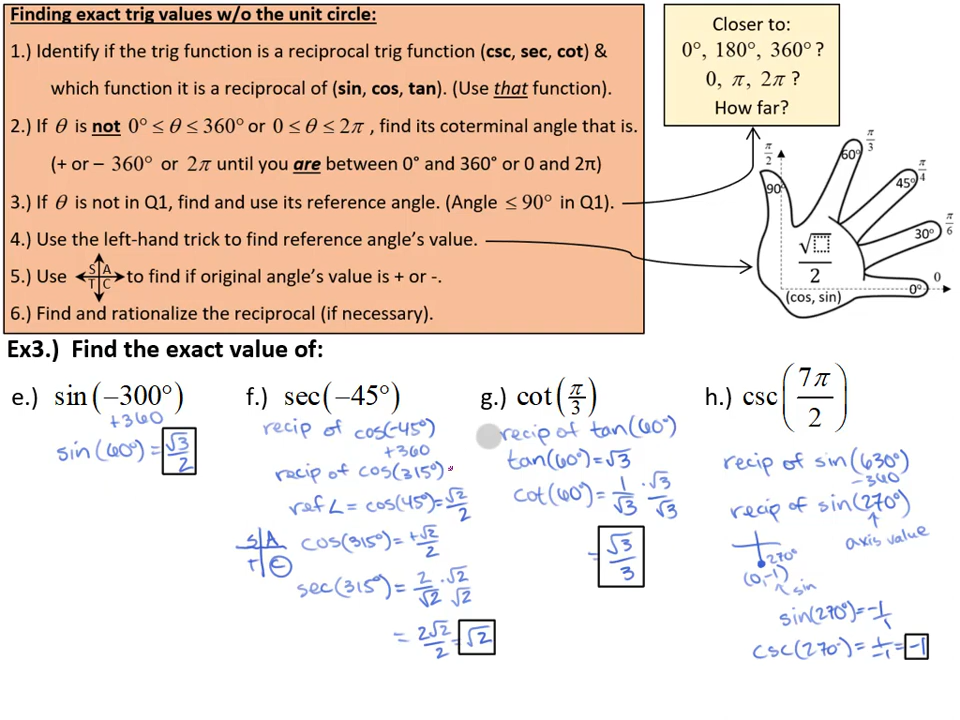 Finding exact trig values w/o the unit circle:
1.) Identify if the trig function is a reciprocal trig function (csc, sec, cot) &
which function it is a reciprocal of (sin, cos, tan). (Use that function).
2.) If θ is not 0° ≤ θ ≤ 360° or 0 ≤ θ ≤ 2π, find its coterminal angle that is.
(+ or − 360° or 2π until you are between 0° and 360° or 0 and 2π)
3.) If θ is not in Q1, find and use its reference angle. (Angle ≤ 90° in Q1).
4.) Use the left-hand trick to find reference angle's value.
5.) Use S A T C to find if original angle's value is + or -.
6.) Find and rationalize the reciprocal (if necessary).
Closer to:
0°, 180°, 360°?
0, π, 2π?
How far?
π/2
90°
60°
π/3
45°
π/4
30°
π/6
0°
0
√/2
(cos, sin)
Ex3.) Find the exact value of:
e.) sin(−300°)
+360
sin(60°) = √3/2
f.) sec(−45°)
recip of cos(-45°)
+360
recip of cos(315°)
ref∠ = cos(45°) = √2/2
S A T C
cos(315°) = +√2/2
sec(315°) = 2/√2 · √2/√2
= 2√2/2 = √2
g.) cot(π/3)
recip of tan(60°)
tan(60°) = √3
cot(60°) = 1/√3 · √3/√3
= √3/3
h.) csc(7π/2)
recip of sin(630°)
-360
recip of sin(270°)
↑
axis value
270°
(0,-1)
↖ sin
sin(270°) = -1/1
csc(270°) = 1/-1 = -1